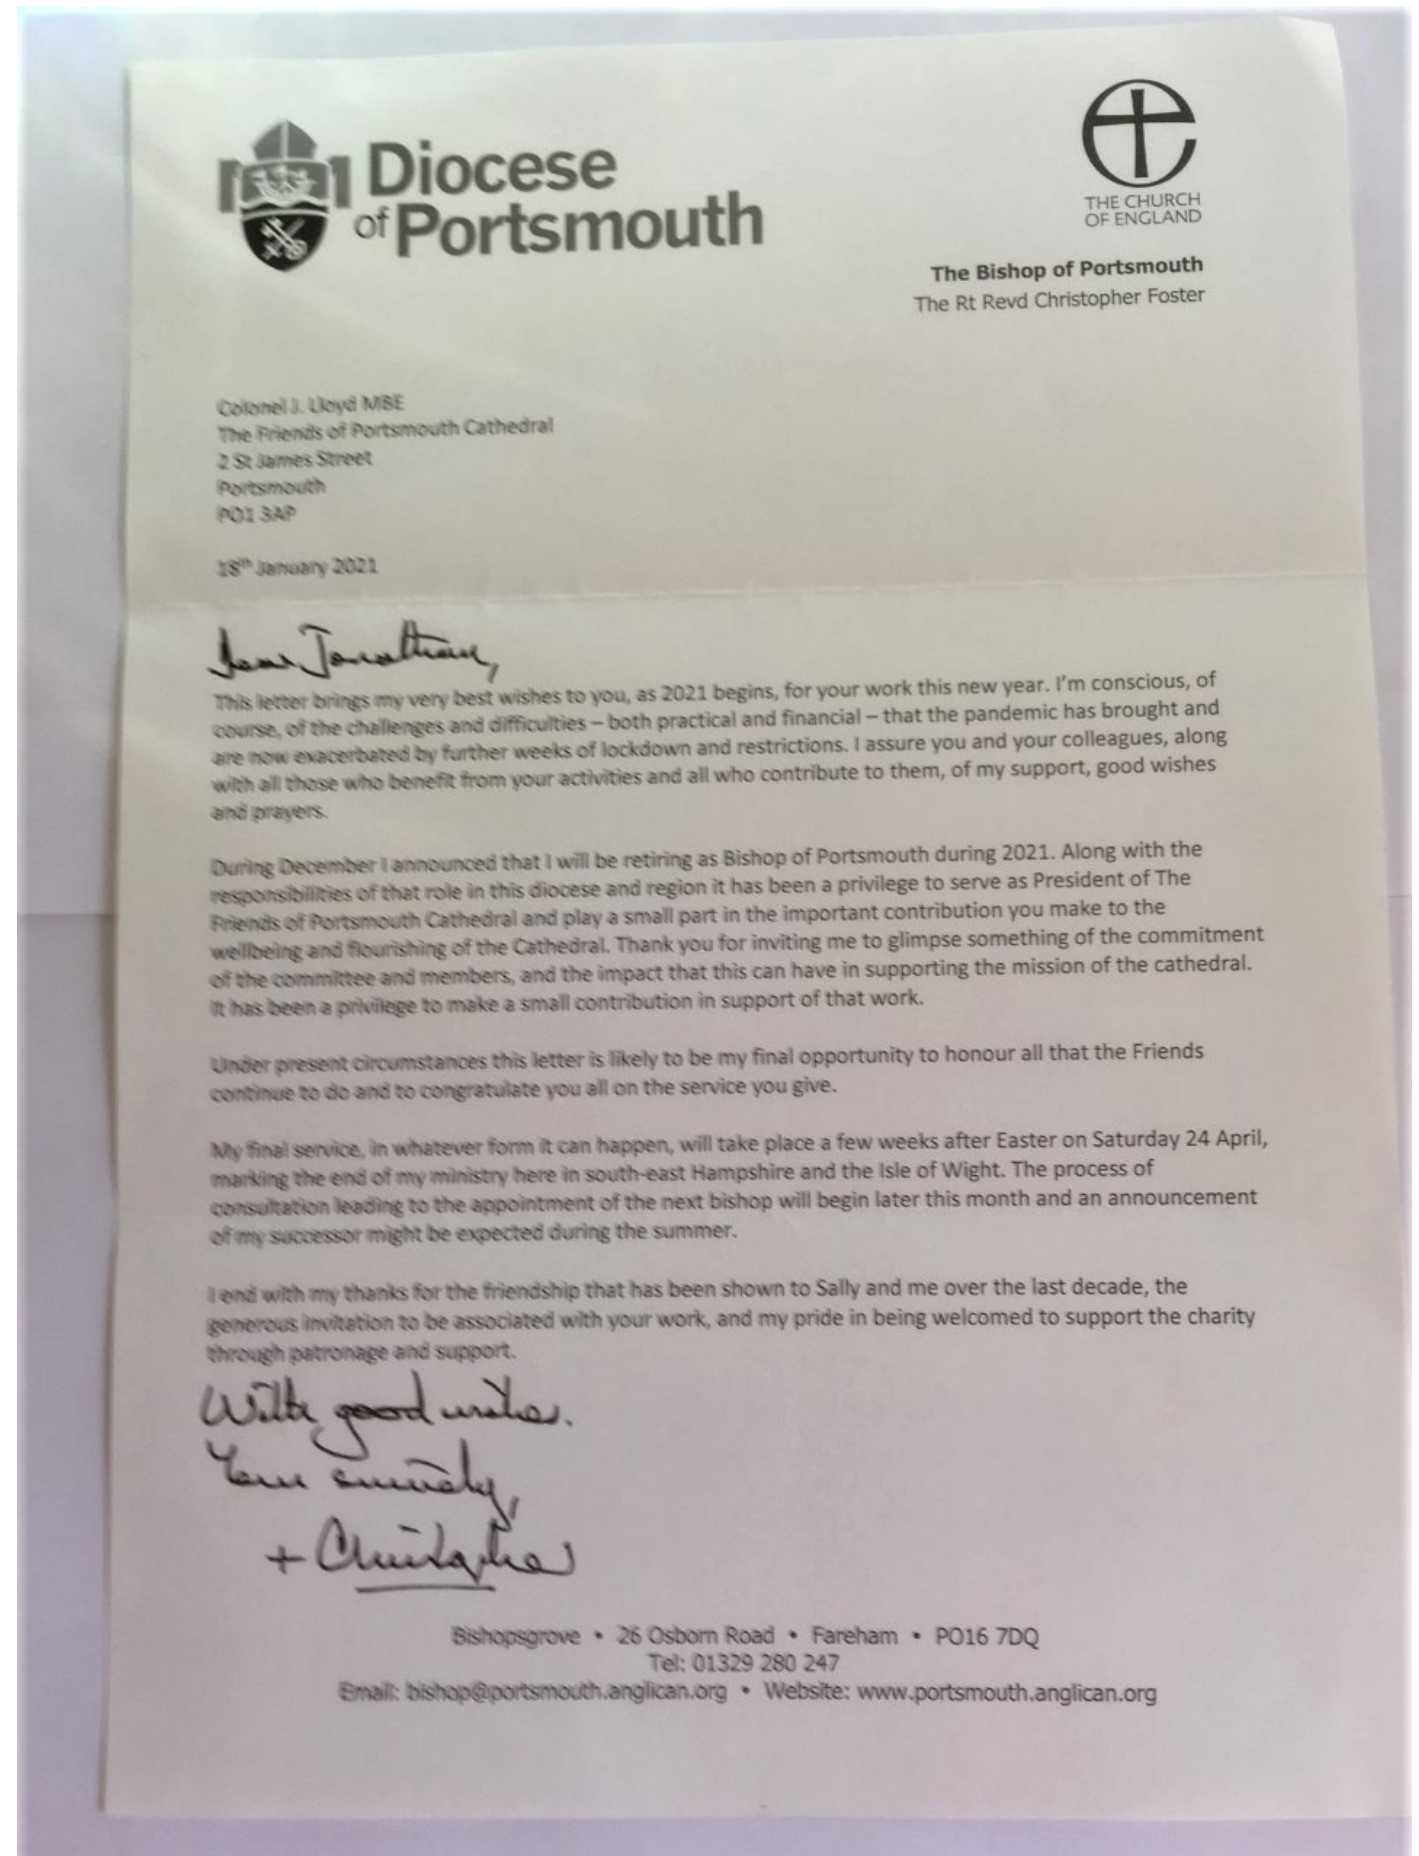 Diocese
of Portsmouth
THE CHURCH
OF ENGLAND
The Bishop of Portsmouth
The Rt Revd Christopher Foster
Colonel J. Lloyd MBE
The Friends of Portsmouth Cathedral
2 St James Street
Portsmouth
PO1 3AP
18th January 2021
Dear Jonathan,
This letter brings my very best wishes to you, as 2021 begins, for your work this new year. I'm conscious, of
course, of the challenges and difficulties – both practical and financial – that the pandemic has brought and
are now exacerbated by further weeks of lockdown and restrictions. I assure you and your colleagues, along
with all those who benefit from your activities and all who contribute to them, of my support, good wishes
and prayers.
During December I announced that I will be retiring as Bishop of Portsmouth during 2021. Along with the
responsibilities of that role in this diocese and region it has been a privilege to serve as President of The
Friends of Portsmouth Cathedral and play a small part in the important contribution you make to the
wellbeing and flourishing of the Cathedral. Thank you for inviting me to glimpse something of the commitment
of the committee and members, and the impact that this can have in supporting the mission of the cathedral.
It has been a privilege to make a small contribution in support of that work.
Under present circumstances this letter is likely to be my final opportunity to honour all that the Friends
continue to do and to congratulate you all on the service you give.
My final service, in whatever form it can happen, will take place a few weeks after Easter on Saturday 24 April,
marking the end of my ministry here in south-east Hampshire and the Isle of Wight. The process of
consultation leading to the appointment of the next bishop will begin later this month and an announcement
of my successor might be expected during the summer.
I end with my thanks for the friendship that has been shown to Sally and me over the last decade, the
generous invitation to be associated with your work, and my pride in being welcomed to support the charity
through patronage and support.
With good wishes.
Yours sincerely,
+ Christopher
Bishopsgrove • 26 Osborn Road • Fareham • PO16 7DQ
Tel: 01329 280 247
Email: bishop@portsmouth.anglican.org • Website: www.portsmouth.anglican.org